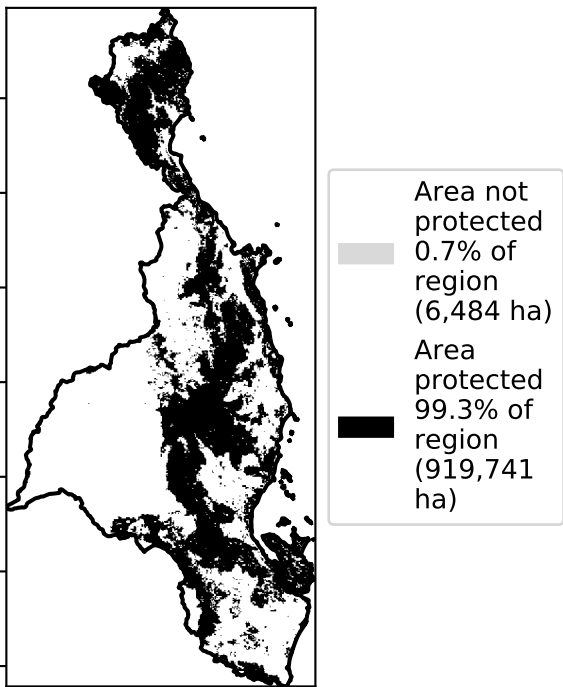 Area not
protected
0.7% of
region
(6,484 ha)
Area
protected
99.3% of
region
(919,741
ha)